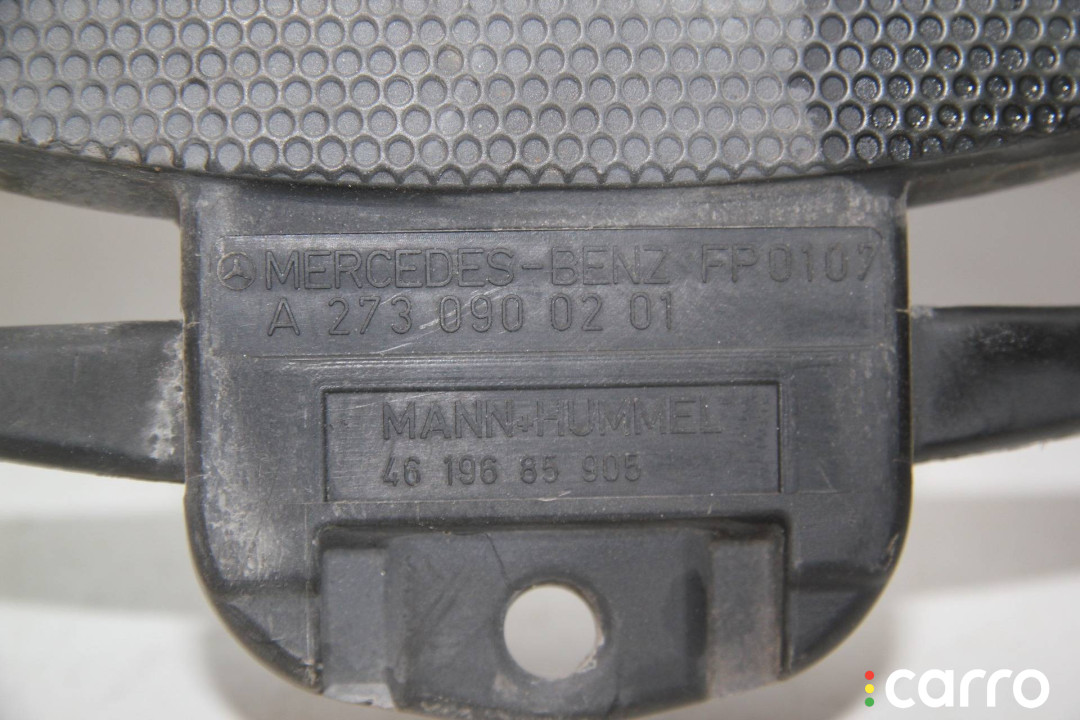 MERCEDES-BENZ FP0107
A 273 090 02 01
MANN+HUMMEL
46 196 85 905
carro